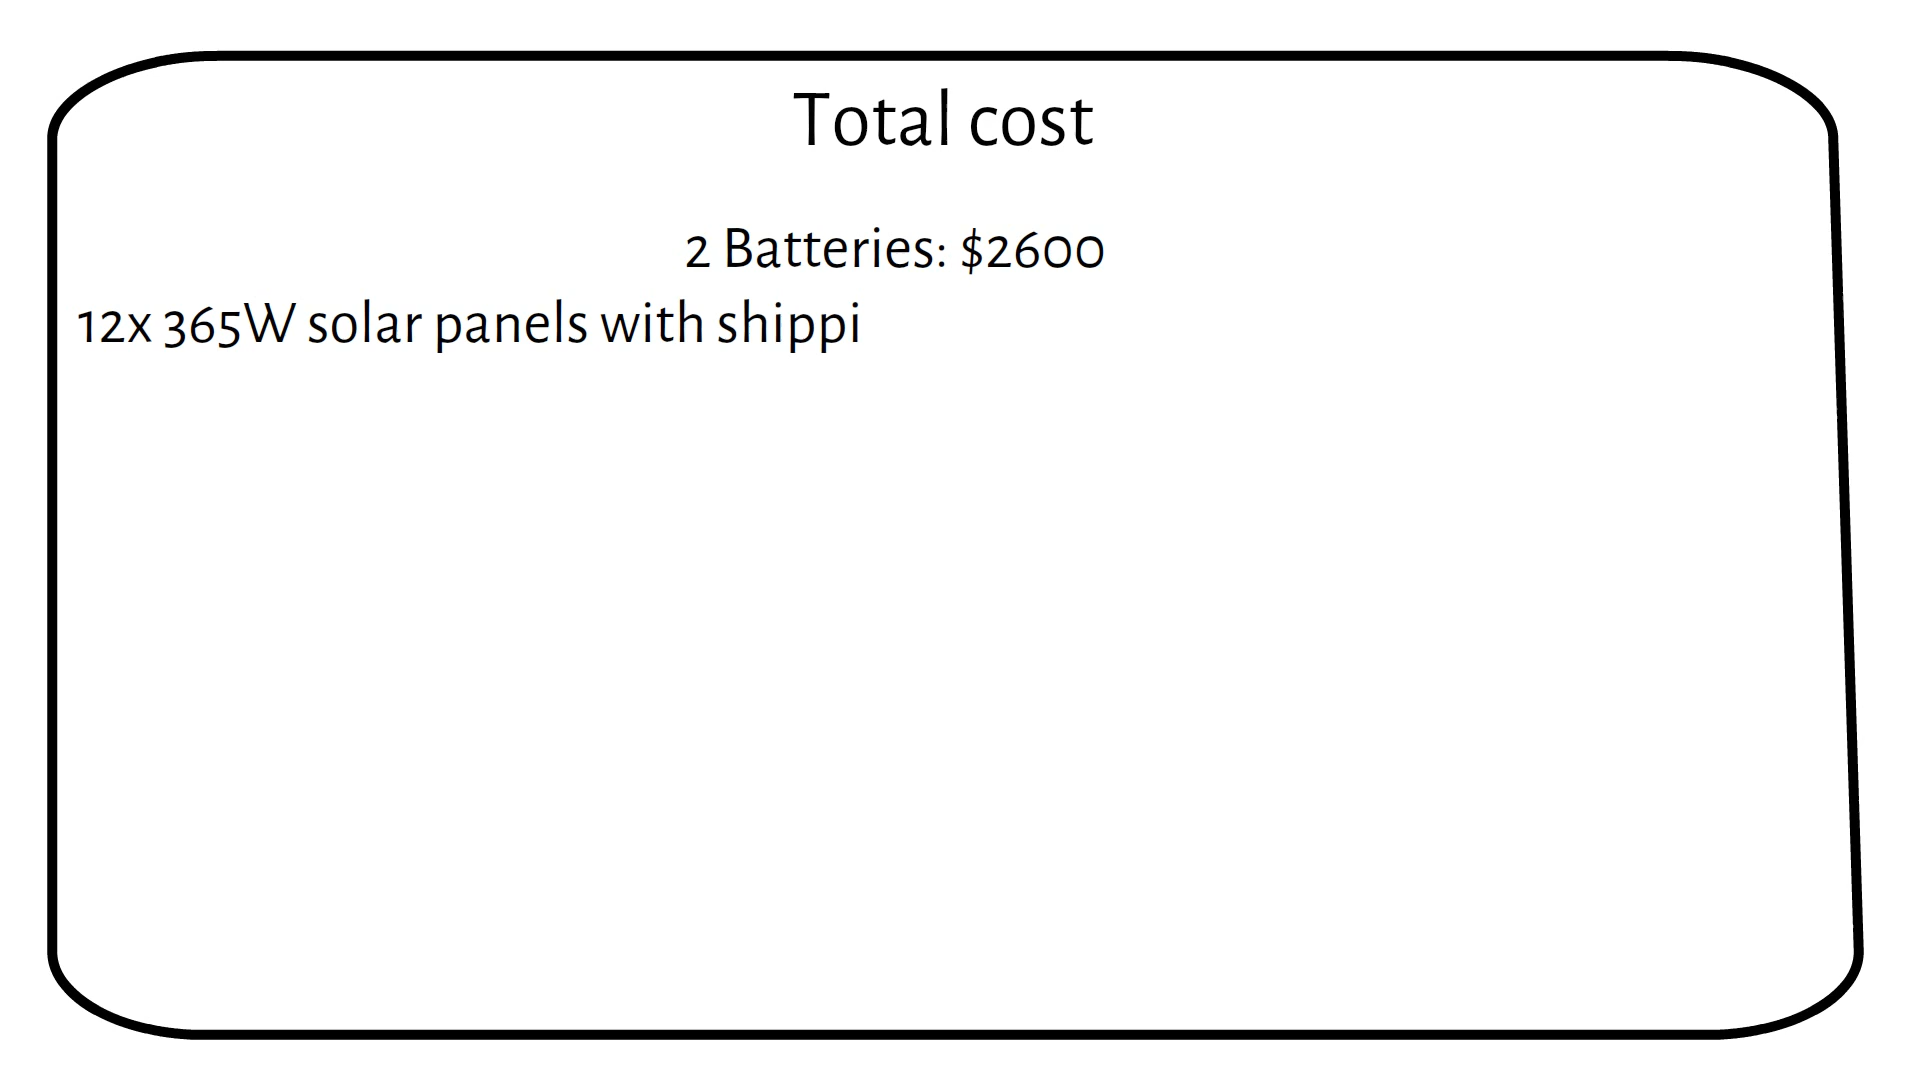 Total cost
2 Batteries: $2600
12x 365W solar panels with shippi